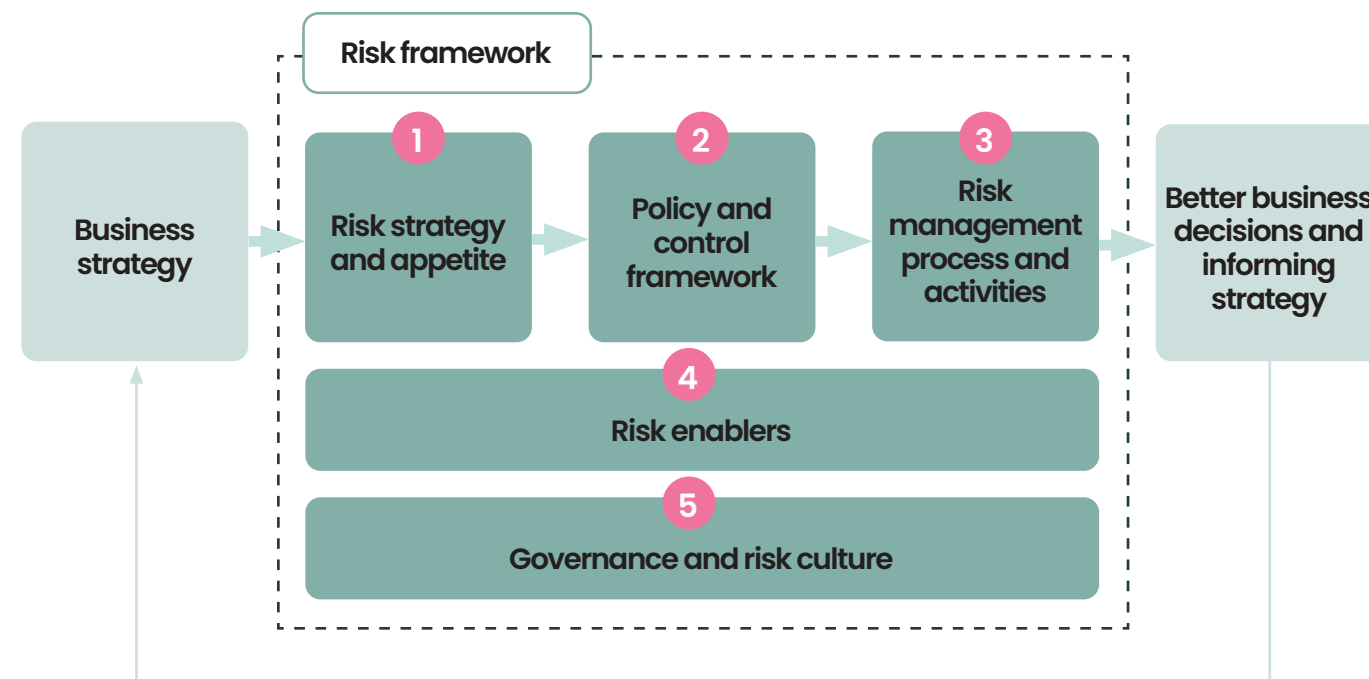 Risk framework
Business
strategy
1
Risk strategy
and appetite
2
Policy and
control
framework
3
Risk
management
process and
activities
Better business
decisions and
informing
strategy
4
Risk enablers
5
Governance and risk culture